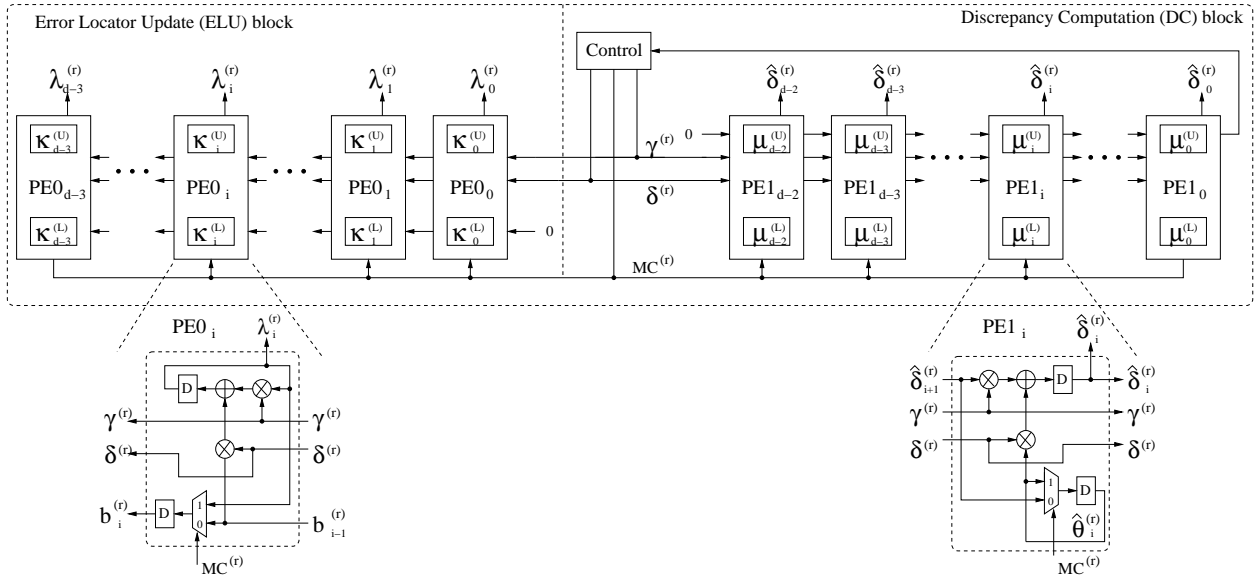 Error Locator Update (ELU) block
Discrepancy Computation (DC) block
Control
λ_{d-3}^{(r)} λ_i^{(r)} λ_1^{(r)} λ_0^{(r)} δ̂_{d-2}^{(r)} δ̂_{d-3}^{(r)} δ̂_i^{(r)} δ̂_0^{(r)}
κ_{d-3}^{(U)} κ_i^{(U)} κ_1^{(U)} κ_0^{(U)} γ^{(r)} 0 μ_{d-2}^{(U)} μ_{d-3}^{(U)} μ_i^{(U)} μ_0^{(U)}
PE0_{d-3} PE0_i PE0_1 PE0_0 δ^{(r)} PE1_{d-2} PE1_{d-3} PE1_i PE1_0
κ_{d-3}^{(L)} κ_i^{(L)} κ_1^{(L)} κ_0^{(L)} 0 μ_{d-2}^{(L)} μ_{d-3}^{(L)} μ_i^{(L)} μ_0^{(L)}
MC^{(r)}
PE0_i λ_i^{(r)}
D
γ^{(r)} γ^{(r)}
δ^{(r)} δ^{(r)}
1
D
0
b_i^{(r)} b_{i-1}^{(r)}
MC^{(r)}
PE1_i δ̂_i^{(r)}
δ̂_{i+1}^{(r)} D δ̂_i^{(r)}
γ^{(r)} γ^{(r)}
δ^{(r)} δ^{(r)}
1
D
0
θ̂_i^{(r)}
MC^{(r)}